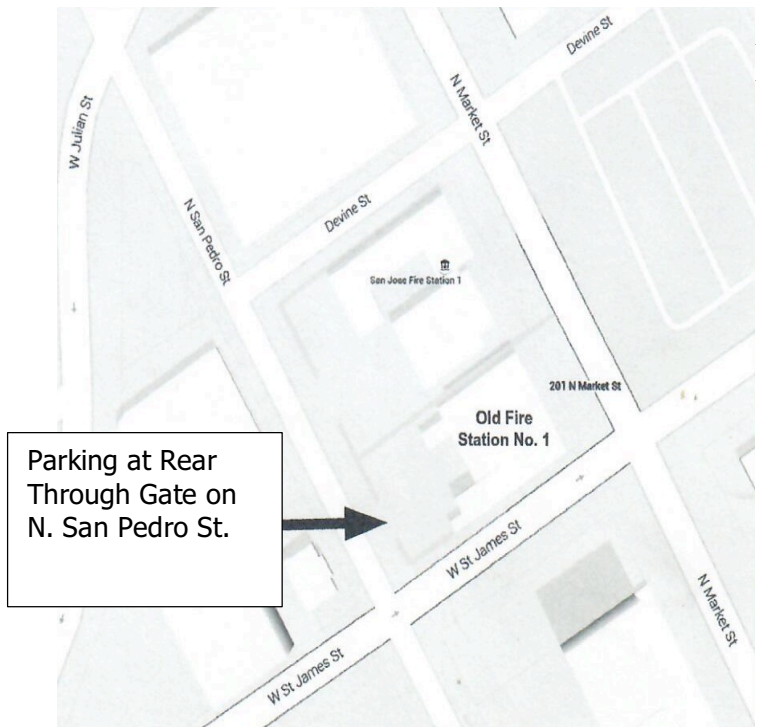 Devine St
N Market St
W Julian St
Devine St
N San Pedro St
San Jose Fire Station 1
201 N Market St
Old Fire
Station No. 1
Parking at Rear
Through Gate on
N. San Pedro St.
W St James St
N Market St
W St James St